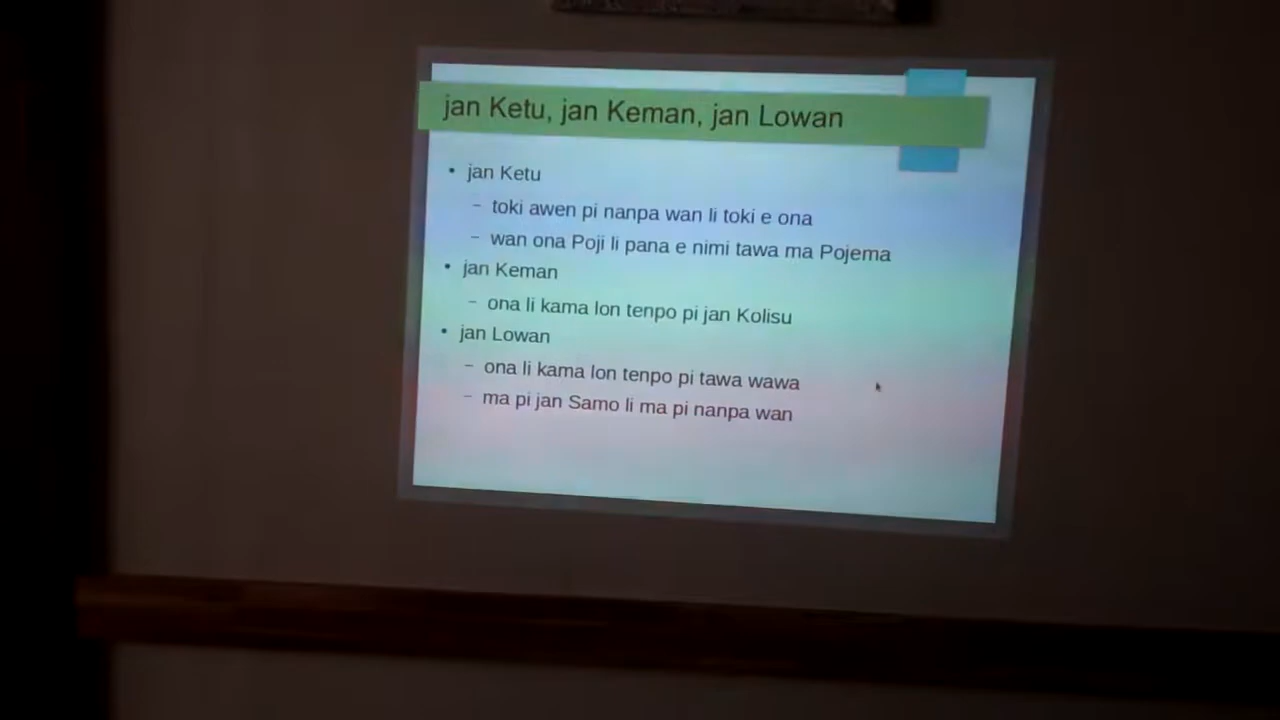 jan Ketu, jan Keman, jan Lowan
• jan Ketu
– toki awen pi nanpa wan li toki e ona
– wan ona Poji li pana e nimi tawa ma Pojema
• jan Keman
– ona li kama lon tenpo pi jan Kolisu
• jan Lowan
– ona li kama lon tenpo pi tawa wawa
– ma pi jan Samo li ma pi nanpa wan